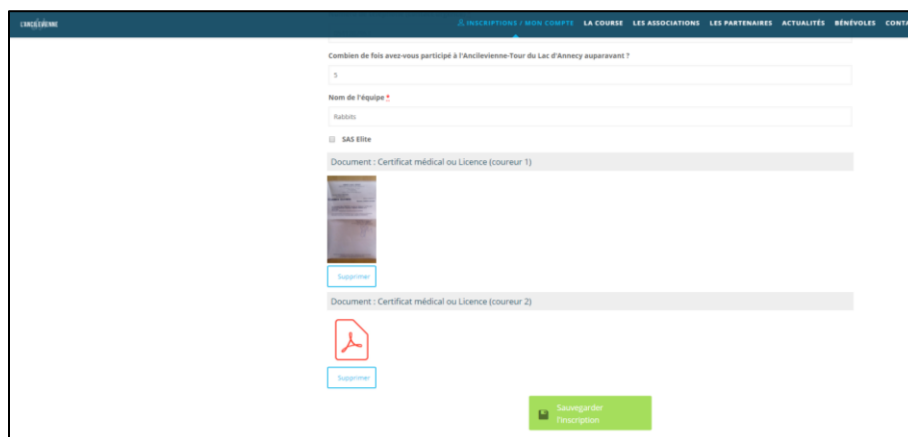 L'ANCILEVIENNE
INSCRIPTIONS / MON COMPTE LA COURSE LES ASSOCIATIONS LES PARTENAIRES ACTUALITÉS BÉNÉVOLES CONTA
Combien de fois avez-vous participé à l'Ancilevienne-Tour du Lac d'Annecy auparavant ?
5
Nom de l'équipe *
Rabbits
SAS Elite
Document : Certificat médical ou Licence (coureur 1)
Supprimer
Document : Certificat médical ou Licence (coureur 2)
Supprimer
Sauvegarder
l'inscription